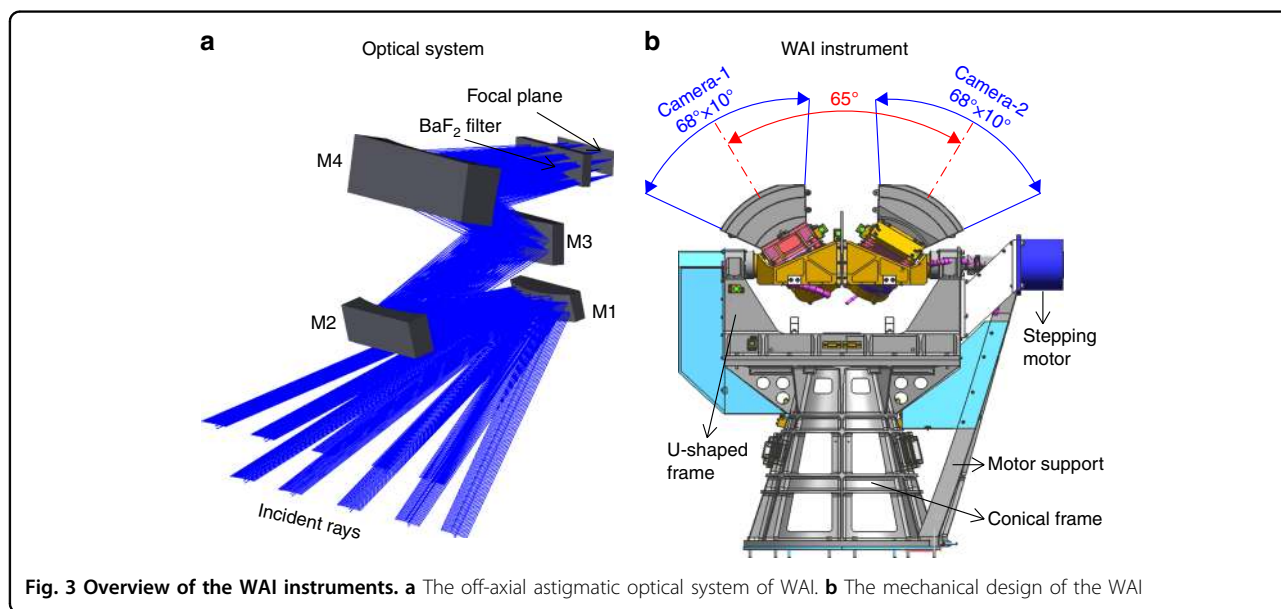 a
Optical system
Focal plane
BaF2 filter
M4
M3
M1
M2
Incident rays
b
WAI instrument
Camera-1
68°×10°
65°
Camera-2
68°×10°
Stepping
motor
U-shaped
frame
Motor support
Conical frame
Fig. 3 Overview of the WAI instruments. a The off-axial astigmatic optical system of WAI. b The mechanical design of the WAI